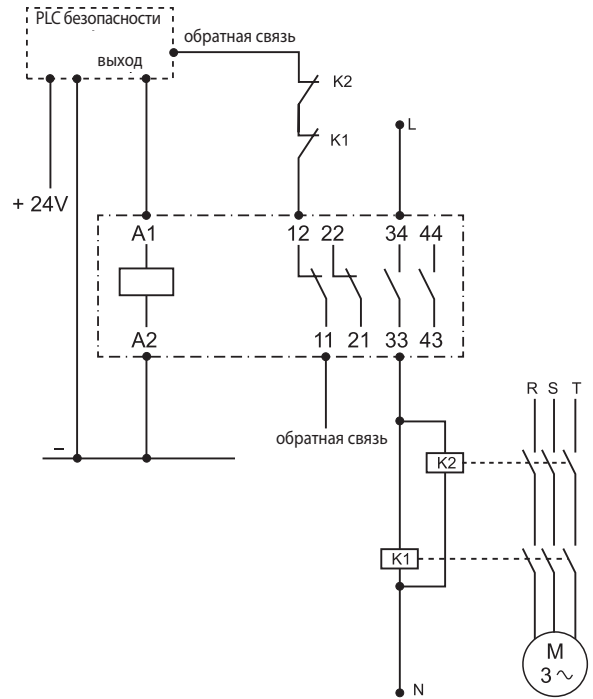 PLC безопасности
выход
обратная связь
K2
K1
L
+ 24V
A1 12 22 34 44
A2 11 21 33 43
–
обратная связь
R S T
K2
K1
M
3 ~
N